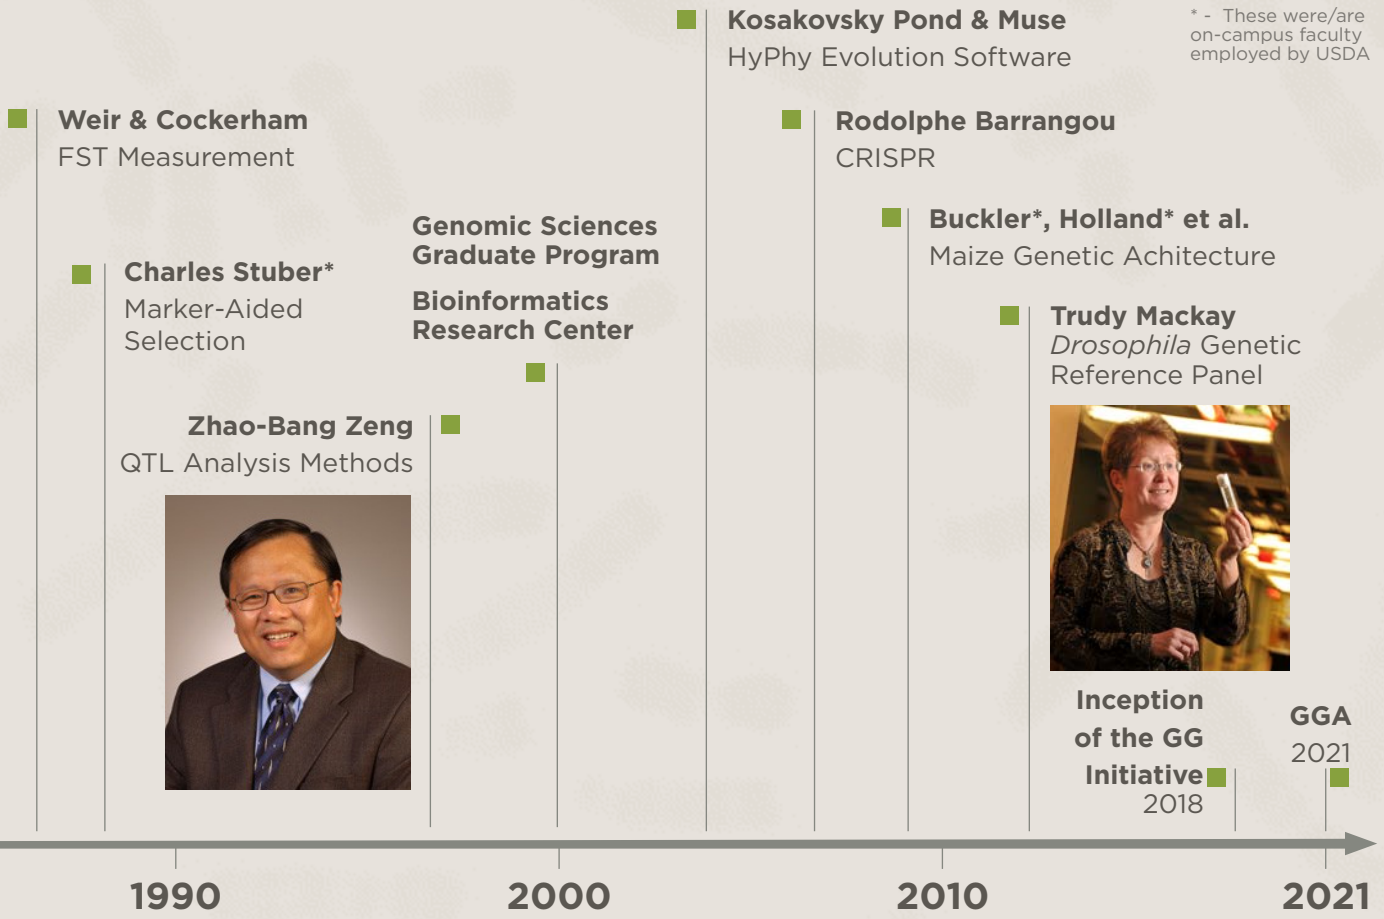 Kosakovsky Pond & Muse
HyPhy Evolution Software
* - These were/are
on-campus faculty
employed by USDA
Weir & Cockerham
FST Measurement
Rodolphe Barrangou
CRISPR
Genomic Sciences
Graduate Program
Bioinformatics
Research Center
Buckler*, Holland* et al.
Maize Genetic Achitecture
Charles Stuber*
Marker-Aided
Selection
Trudy Mackay
Drosophila Genetic
Reference Panel
Zhao-Bang Zeng
QTL Analysis Methods
Inception
of the GG
Initiative
2018
GGA
2021
1990
2000
2010
2021